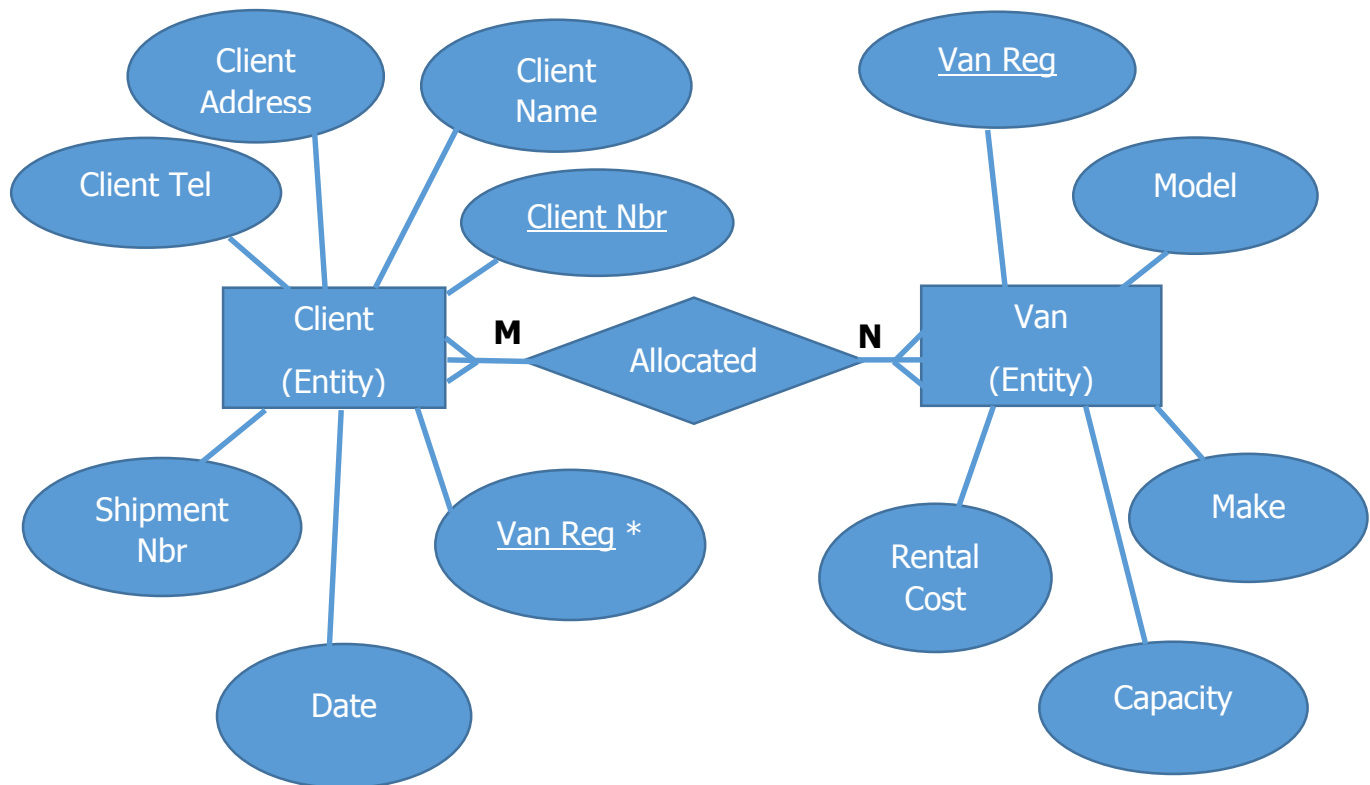 Client
Address
Client
Name
Van Reg
Client Tel
Model
Client Nbr
Client
(Entity)
M
Allocated
N
Van
(Entity)
Shipment
Nbr
Van Reg *
Rental
Cost
Make
Date
Capacity